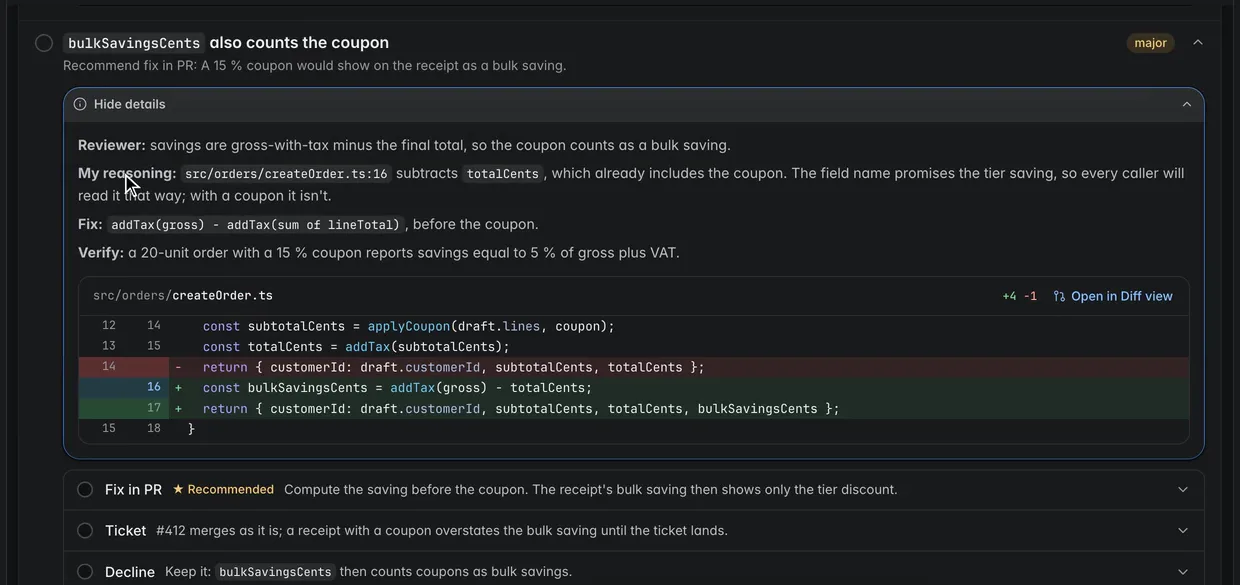 bulkSavingsCents also counts the coupon
major
Recommend fix in PR: A 15 % coupon would show on the receipt as a bulk saving.
Hide details
Reviewer: savings are gross-with-tax minus the final total, so the coupon counts as a bulk saving.
My reasoning: src/orders/createOrder.ts:16 subtracts totalCents, which already includes the coupon. The field name promises the tier saving, so every caller will
read it that way; with a coupon it isn't.
Fix: addTax(gross) - addTax(sum of lineTotal), before the coupon.
Verify: a 20-unit order with a 15 % coupon reports savings equal to 5 % of gross plus VAT.
src/orders/createOrder.ts +4 -1 Open in Diff view
12 14 const subtotalCents = applyCoupon(draft.lines, coupon);
13 15 const totalCents = addTax(subtotalCents);
14 - return { customerId: draft.customerId, subtotalCents, totalCents };
16 + const bulkSavingsCents = addTax(gross) - totalCents;
17 + return { customerId: draft.customerId, subtotalCents, totalCents, bulkSavingsCents };
15 18 }
Fix in PR ★ Recommended Compute the saving before the coupon. The receipt's bulk saving then shows only the tier discount.
Ticket #412 merges as it is; a receipt with a coupon overstates the bulk saving until the ticket lands.
Decline Keep it: bulkSavingsCents then counts coupons as bulk savings.